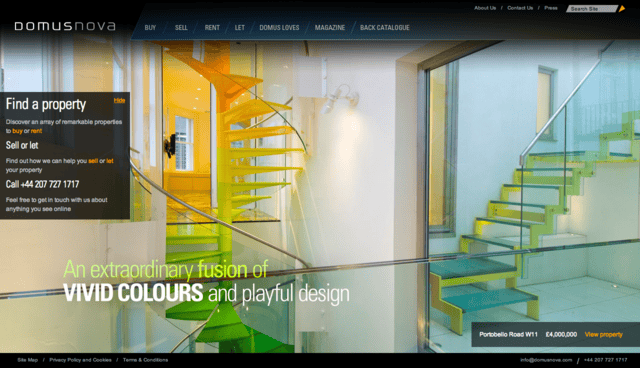 About Us / Contact Us / Press
Search Site
DOMUSNOVA
BUY / SELL / RENT / LET / DOMUS LOVES / MAGAZINE / BACK CATALOGUE
Find a property
Hide
Discover an array of remarkable properties
to buy or rent
Sell or let
Find out how we can help you sell or let
your property
Call +44 207 727 1717
Feel free to get in touch with us about
anything you see online
An extraordinary fusion of
VIVID COLOURS and playful design
Portobello Road W11 £4,000,000 View property
Site Map / Privacy Policy and Cookies / Terms & Conditions
info@domusnova.com / +44 207 727 1717